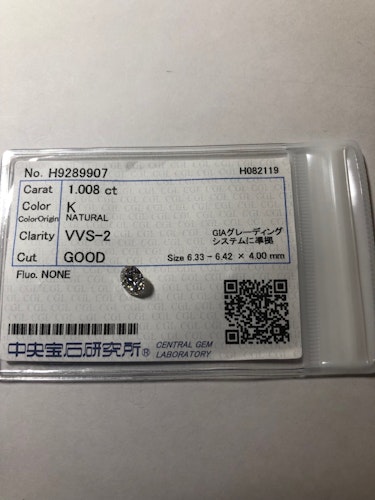 No. H9289907 H082119
Carat 1.008 ct
Color K
ColorOrigin NATURAL
Clarity VVS-2 GIAグレーディング
システムに準拠
Cut GOOD Size 6.33 - 6.42 × 4.00 mm
Fluo. NONE
中央宝石研究所® CENTRAL GEM
LABORATORY